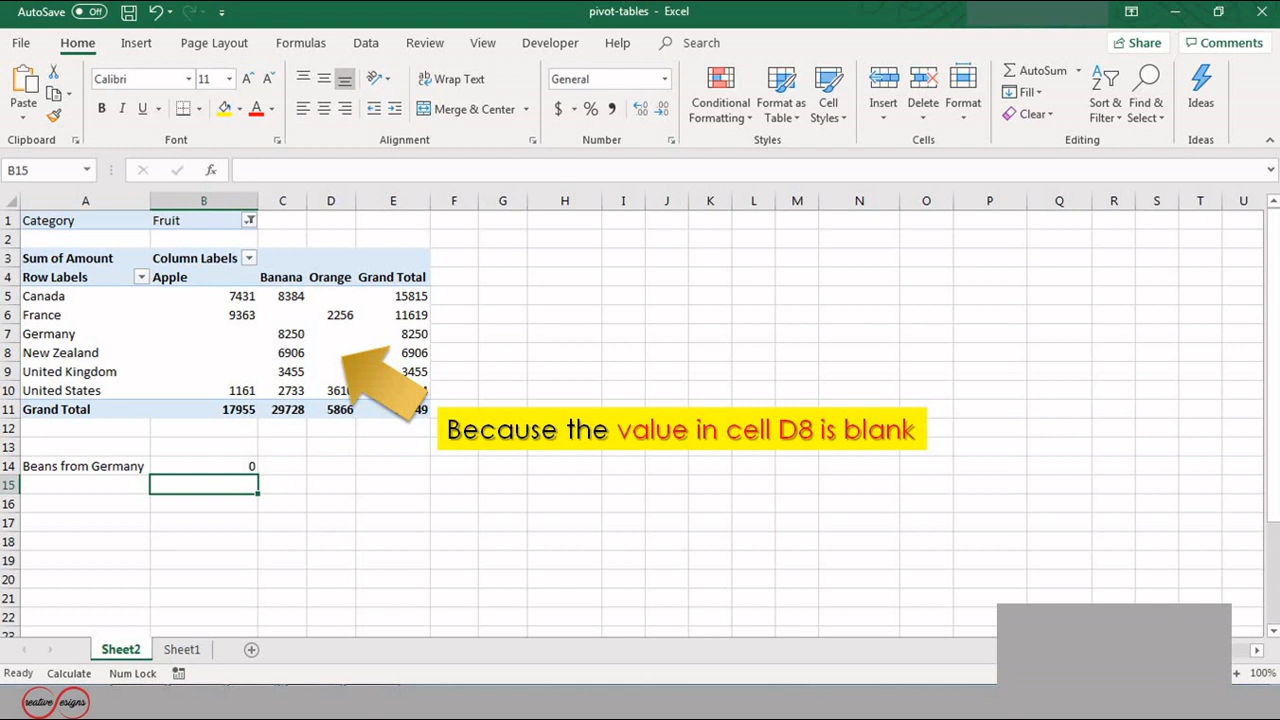 AutoSave Off pivot-tables - Excel
File Home Insert Page Layout Formulas Data Review View Developer Help Search Share Comments
Paste Calibri 11 Wrap Text General Conditional Formatting Format as Table Cell Styles Insert Delete Format AutoSum Sort & Filter Find & Select Ideas
B I U Merge & Center $ % , Fill
Clear
Clipboard Font Alignment Number Styles Cells Editing Ideas
B15 fx
A B C D E F G H I J K L M N O P Q R S T U
1 Category Fruit
2
3 Sum of Amount Column Labels
4 Row Labels Apple Banana Orange Grand Total
5 Canada 7431 8384 15815
6 France 9363 2256 11619
7 Germany 8250 8250
8 New Zealand 6906 6906
9 United Kingdom 3455 3455
10 United States 1161 2733
11 Grand Total 17955 29728 5866 49
Because the value in cell D8 is blank
12
13
14 Beans from Germany 0
15
16
17
18
19
20
21
22
23
Sheet2 Sheet1
Ready Calculate Num Lock 100%
reative esigns